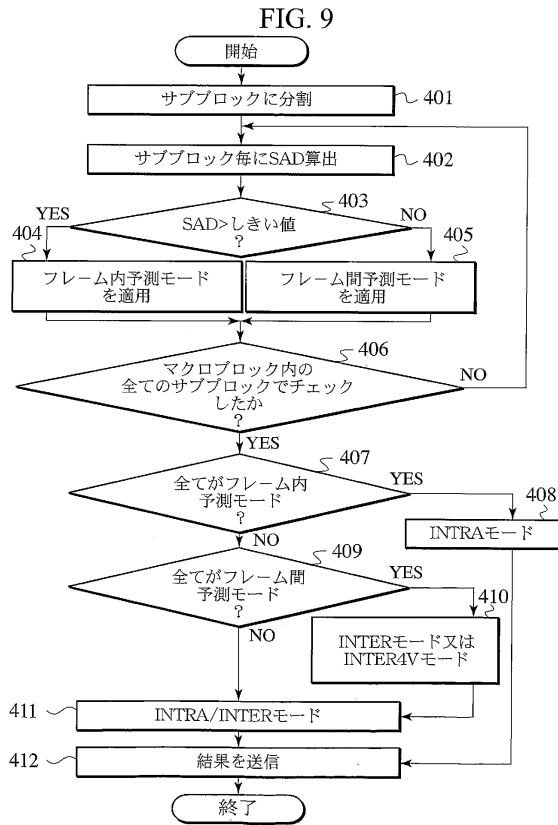 FIG. 9
開始
サブブロックに分割
401
サブブロック毎にSAD算出
402
403
YES
SAD>しきい値
?
NO
404
405
フレーム内予測モード
を適用
フレーム間予測モード
を適用
406
マクロブロック内の
全てのサブブロックでチェック
したか
?
NO
YES
407
全てがフレーム内
予測モード
?
YES
408
INTRAモード
NO
409
全てがフレーム間
予測モード
?
YES
410
INTERモード又は
INTER4Vモード
NO
411
INTRA/INTERモード
412
結果を送信
終了